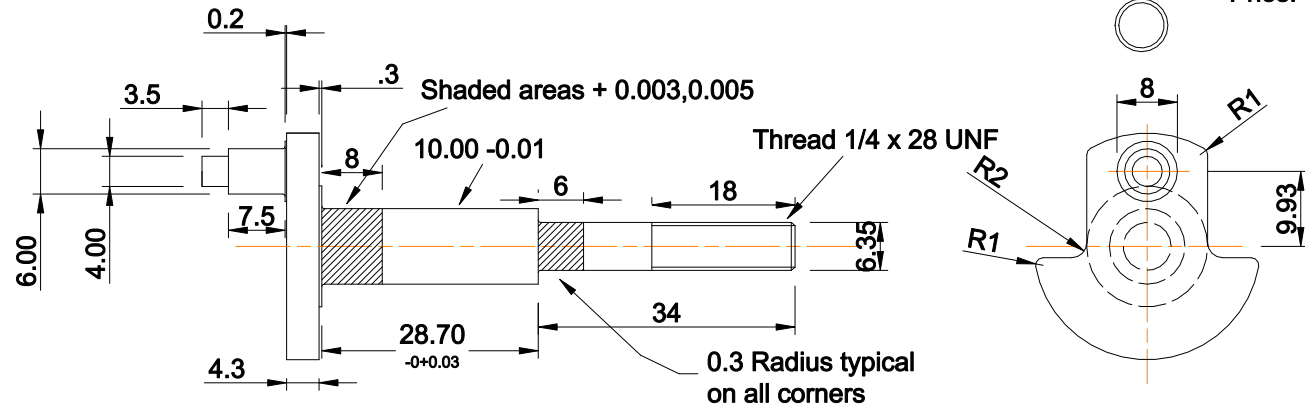 0.2
.3
3.5
Shaded areas + 0.003,0.005
8
R1
Thread 1/4 x 28 UNF
10.00 -0.01
8
6
18
R2
7.5
6.00
4.00
6.35
9.93
R1
34
28.70
-0+0.03
4.3
0.3 Radius typical
on all corners